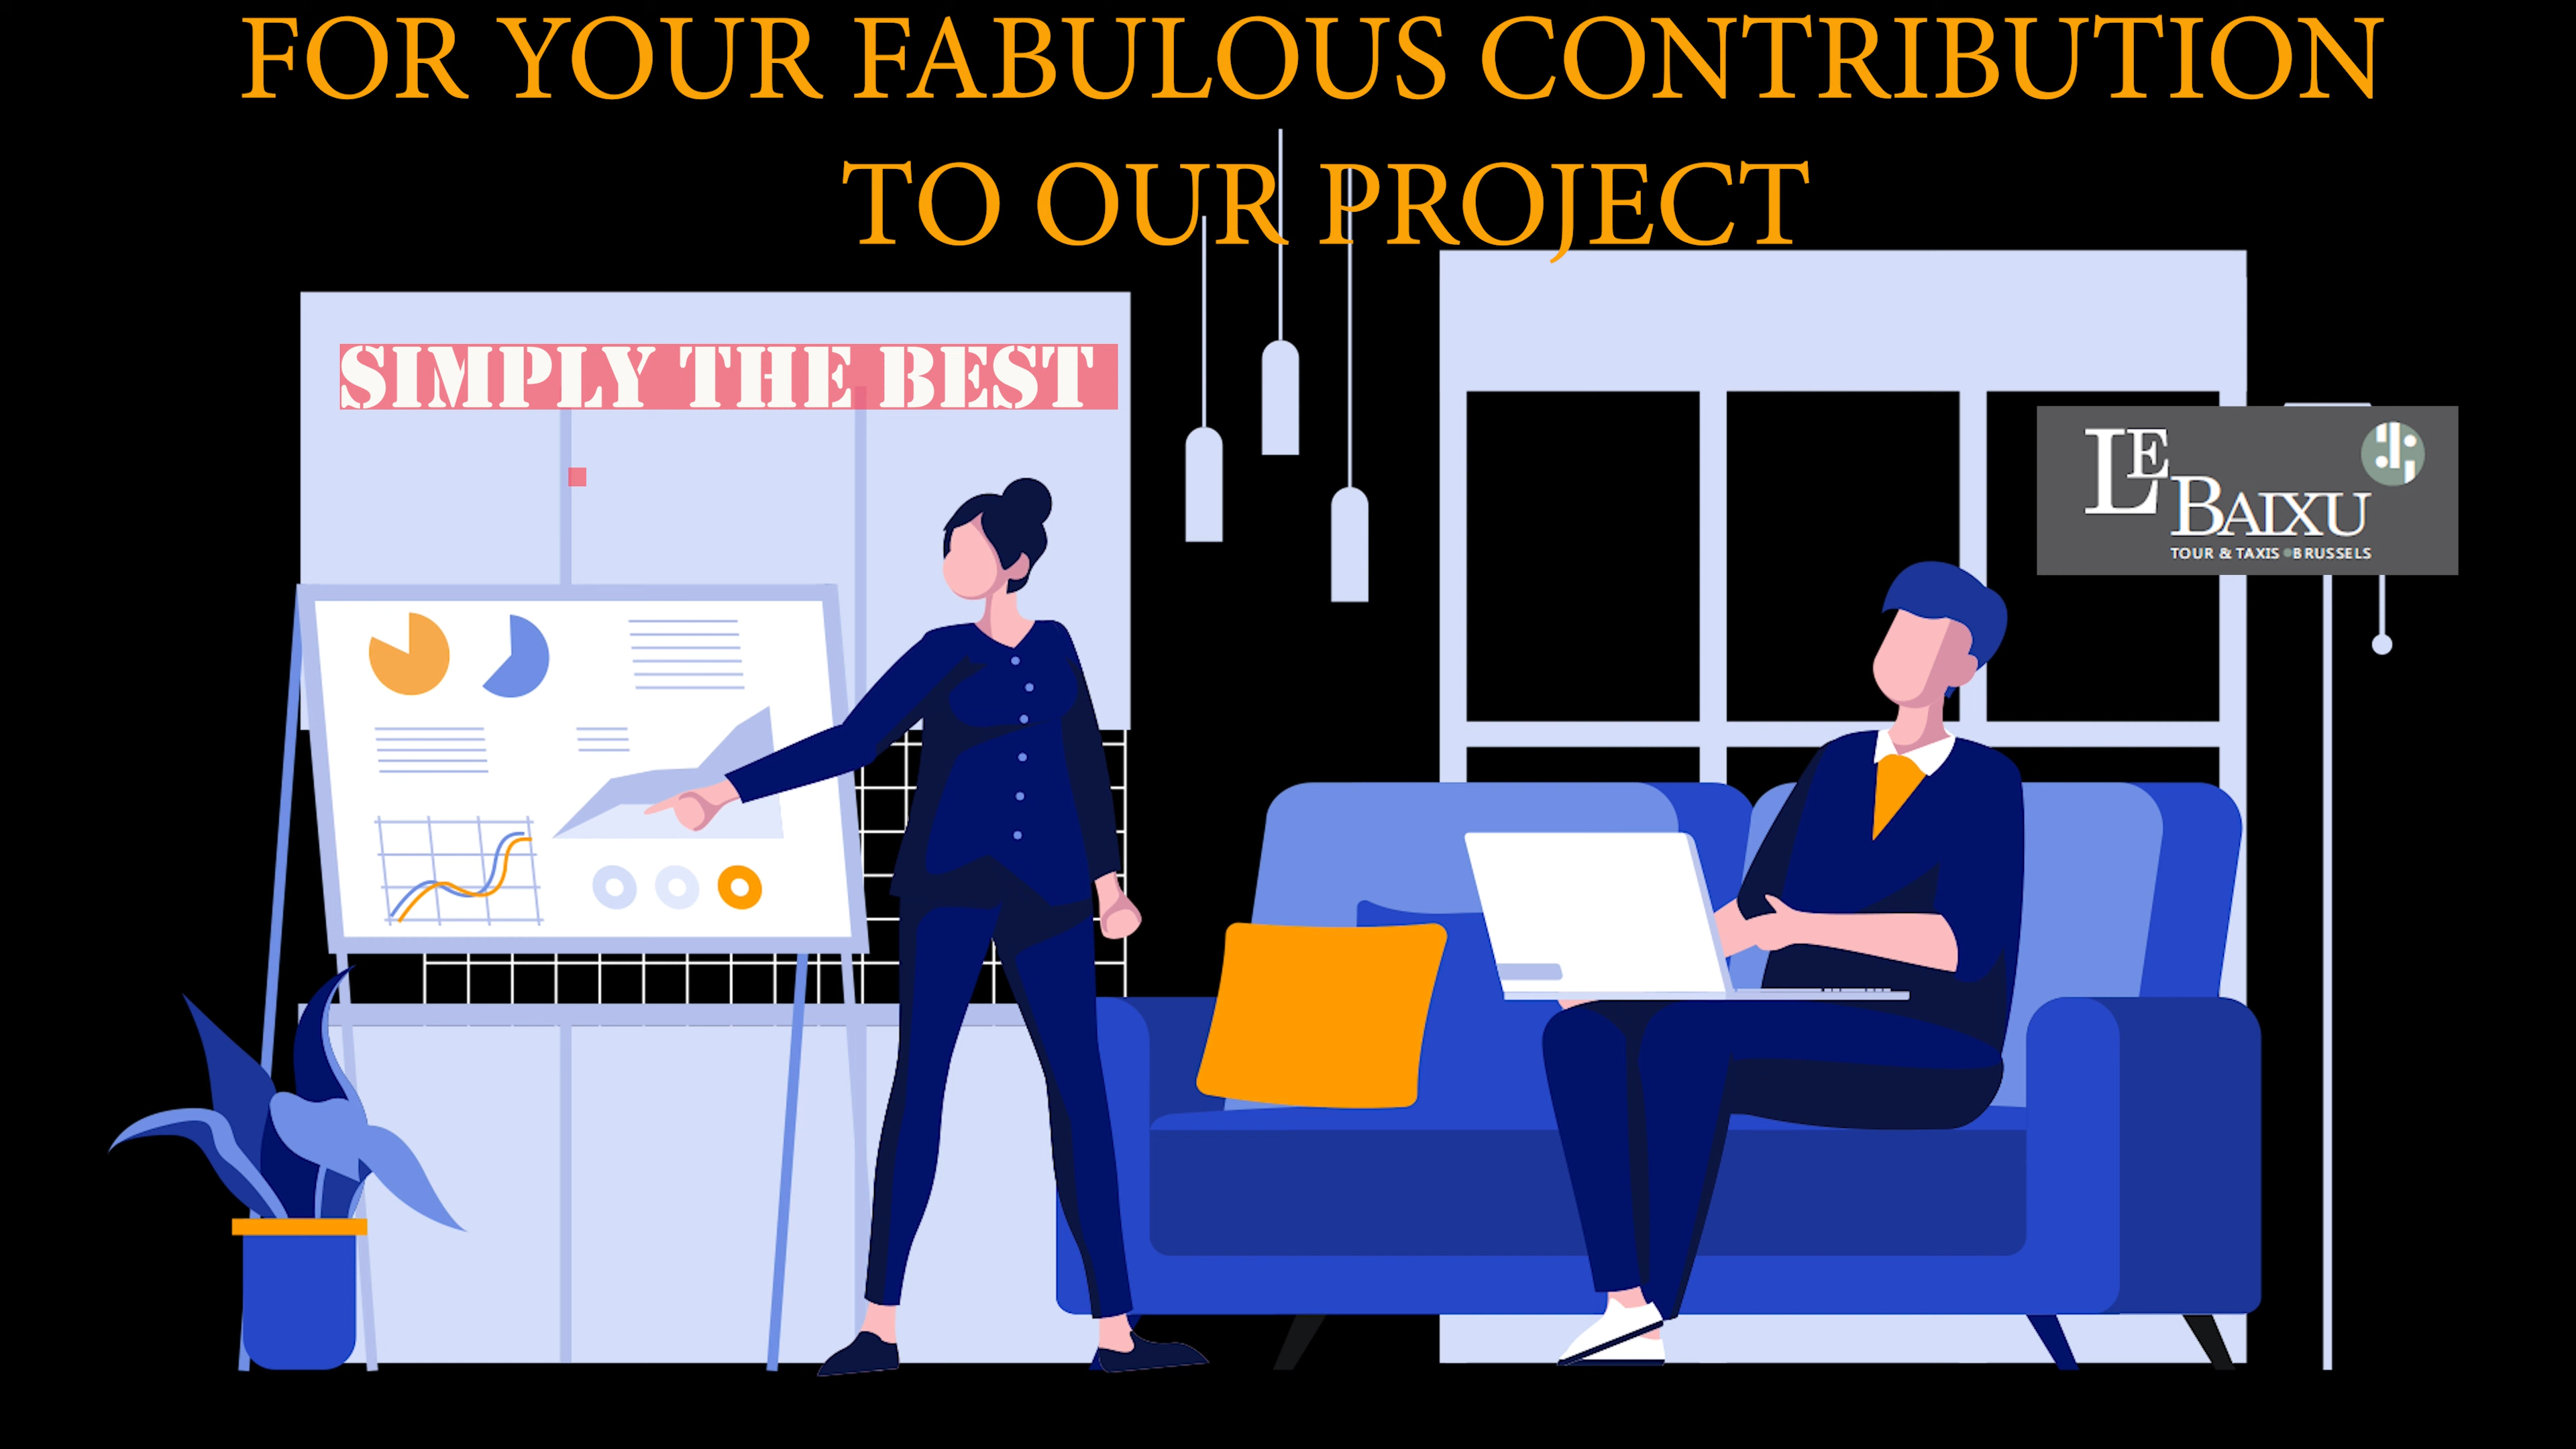 FOR YOUR FABULOUS CONTRIBUTION
TO OUR PROJECT
SIMPLY THE BEST
LE
BAIXU
TOUR & TAXIS BRUSSELS